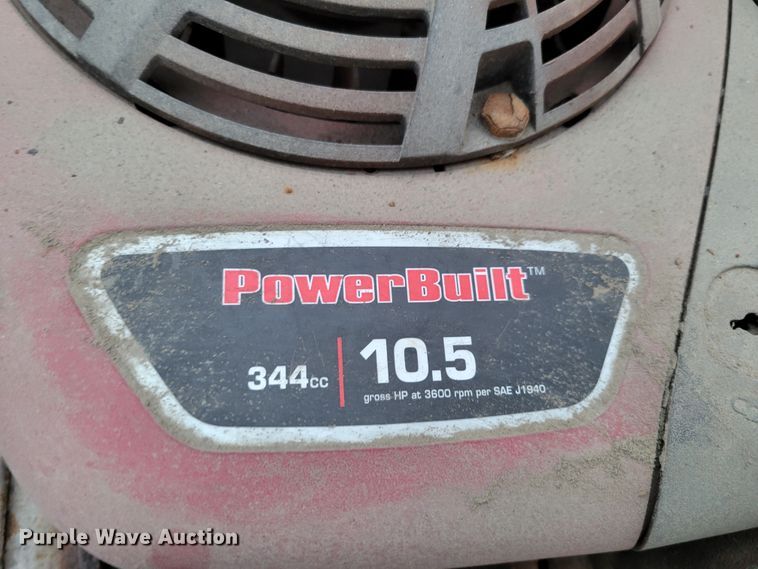 PowerBuilt™
344cc
10.5
gross HP at 3600 rpm per SAE J1940
Purple Wave Auction